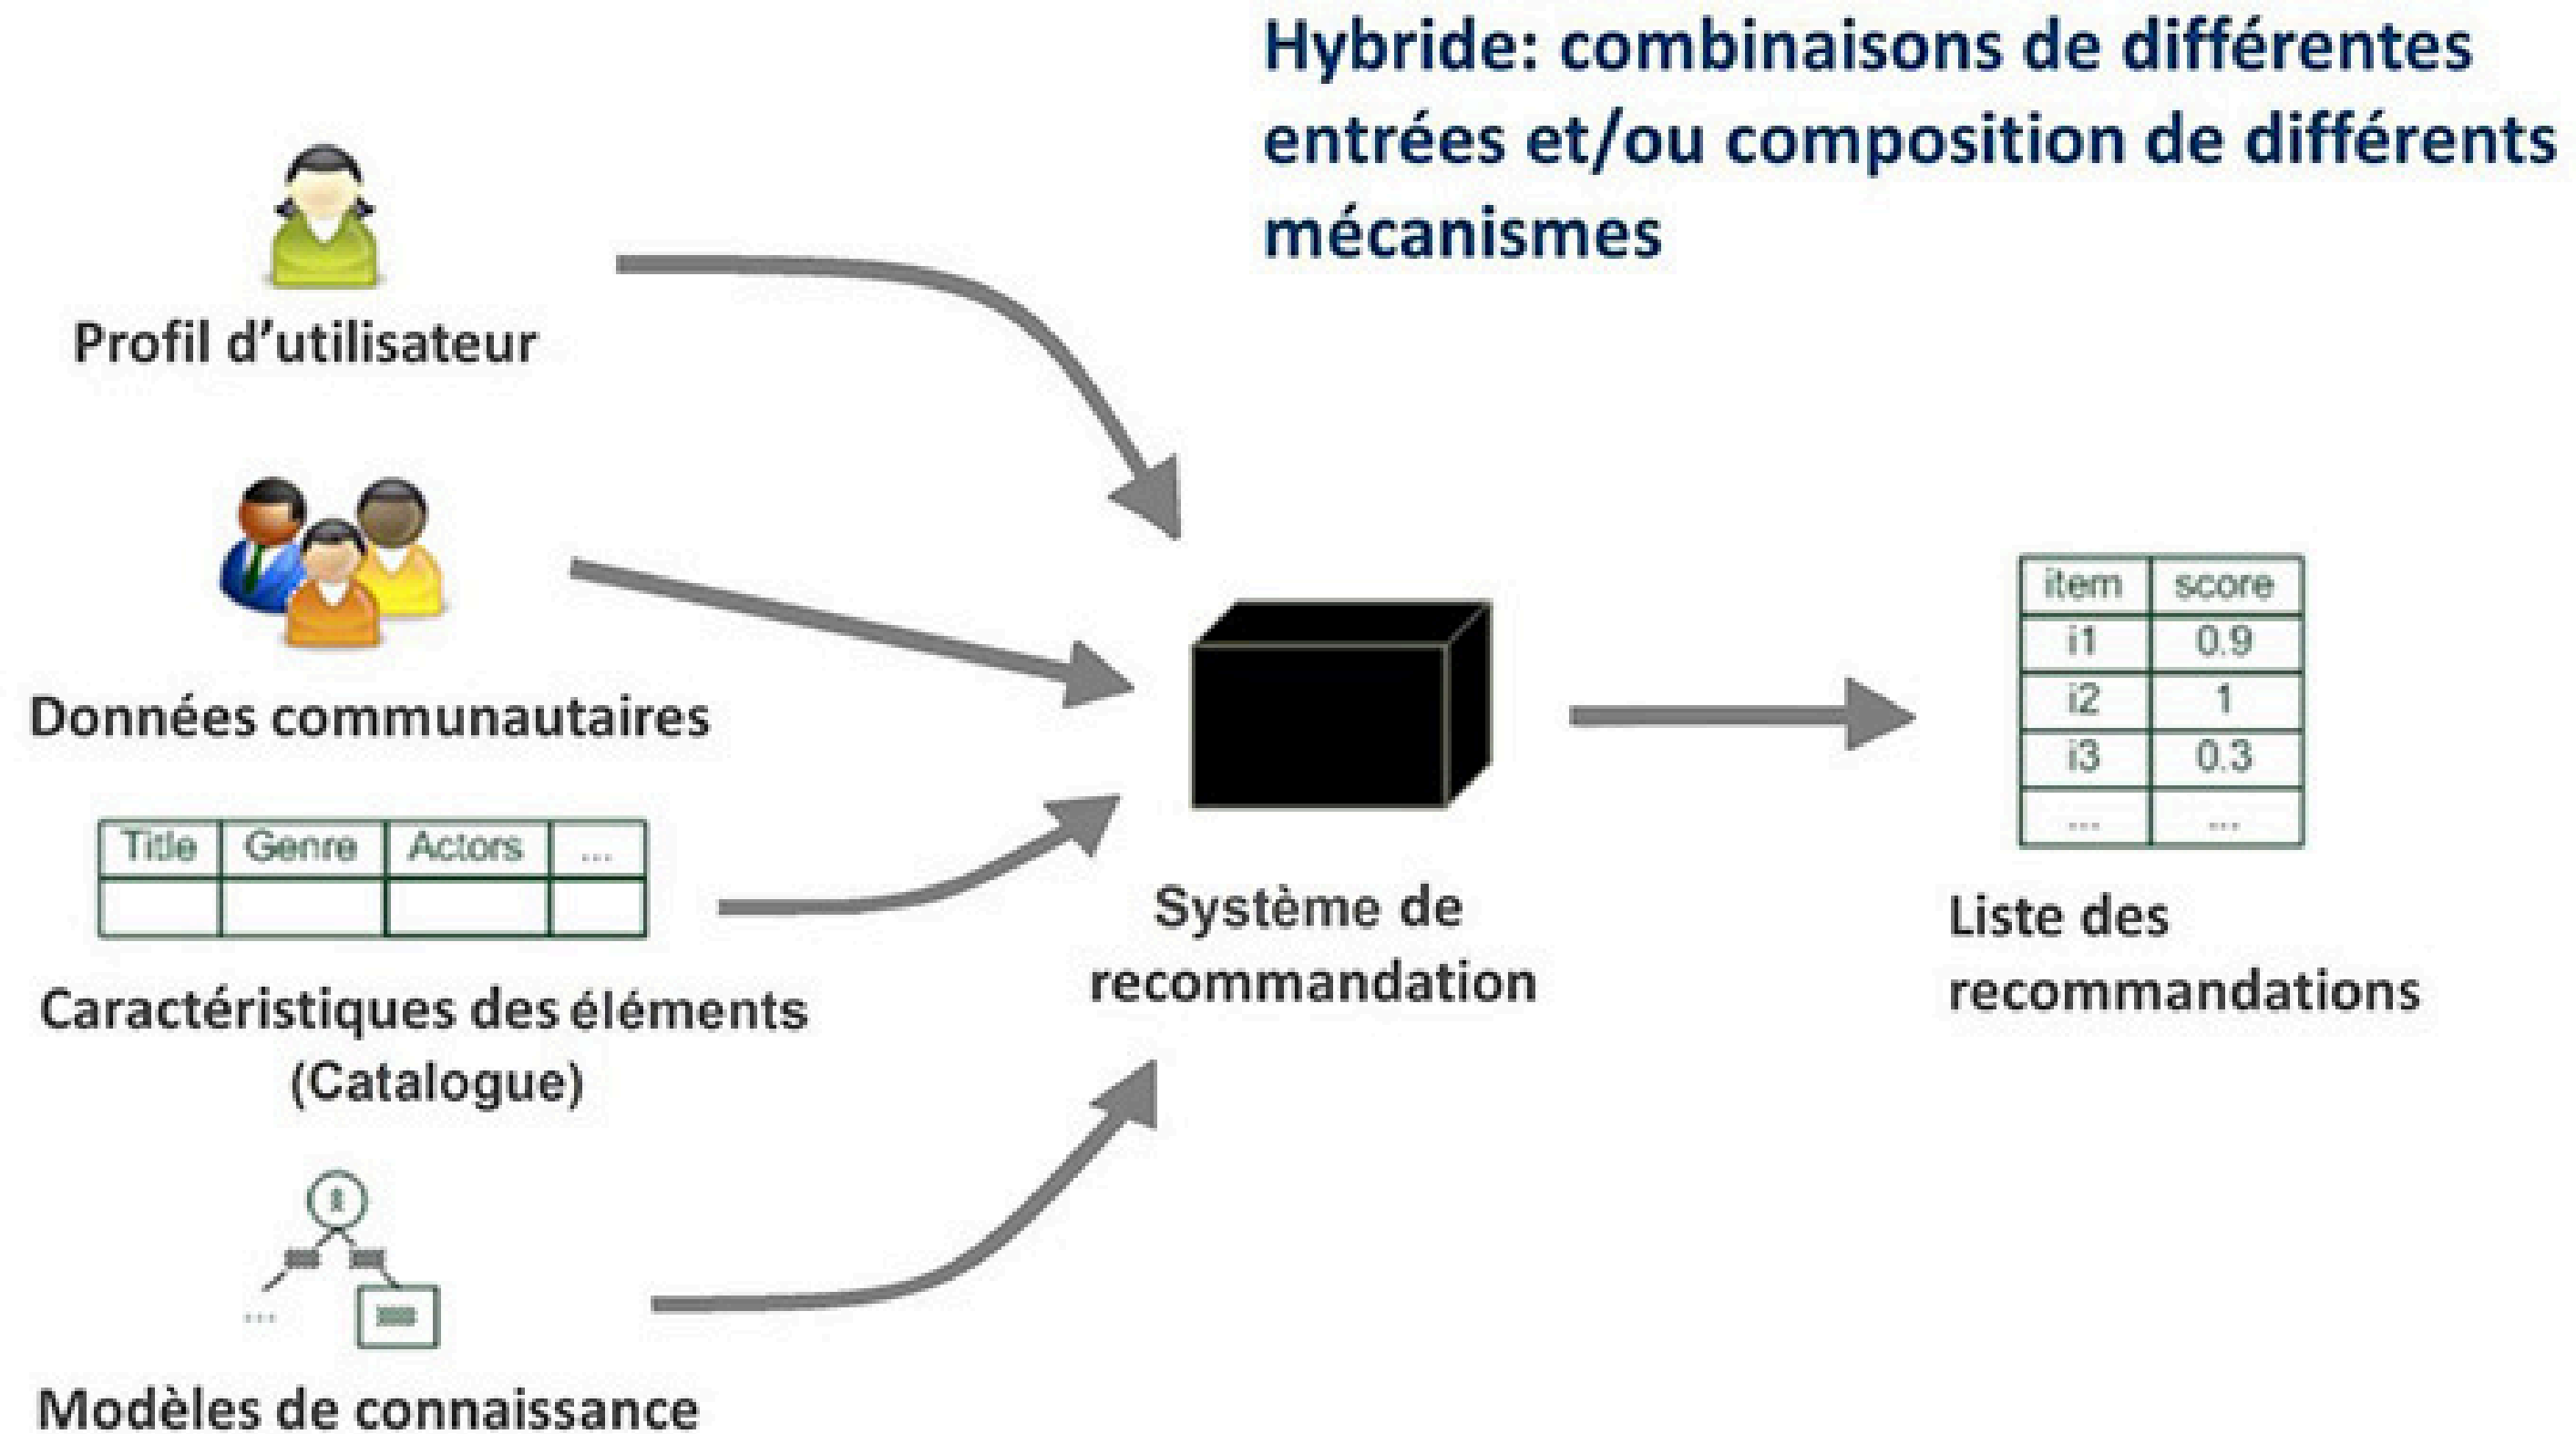 Hybride: combinaisons de différentes
entrées et/ou composition de différents
mécanismes
Profil d'utilisateur
Données communautaires
Title Genre Actors ...
Caractéristiques des éléments
(Catalogue)
...
Modèles de connaissance
Système de
recommandation
item score
i1 0.9
i2 1
i3 0.3
... ...
Liste des
recommandations